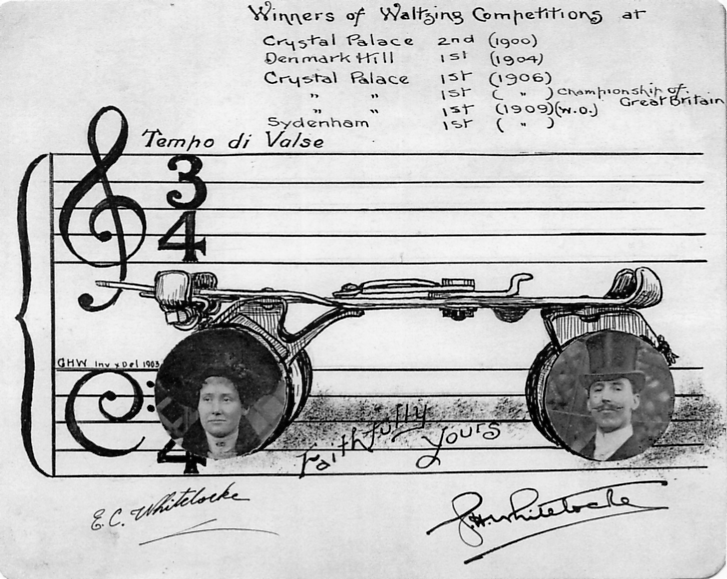 Winners of Waltzing Competitions at
Crystal Palace 2nd (1900)
Denmark Hill 1st (1904)
Crystal Palace 1st (1906)
" " 1st ( " ) Championship of Great Britain
" " 1st (1909) (W.O.)
Sydenham 1st ( " )
Tempo di Valse
3
4
GHW Inv & Del 1903
4
Faithfully Yours
E.C. Whitelocke
G.H. Whitelocke